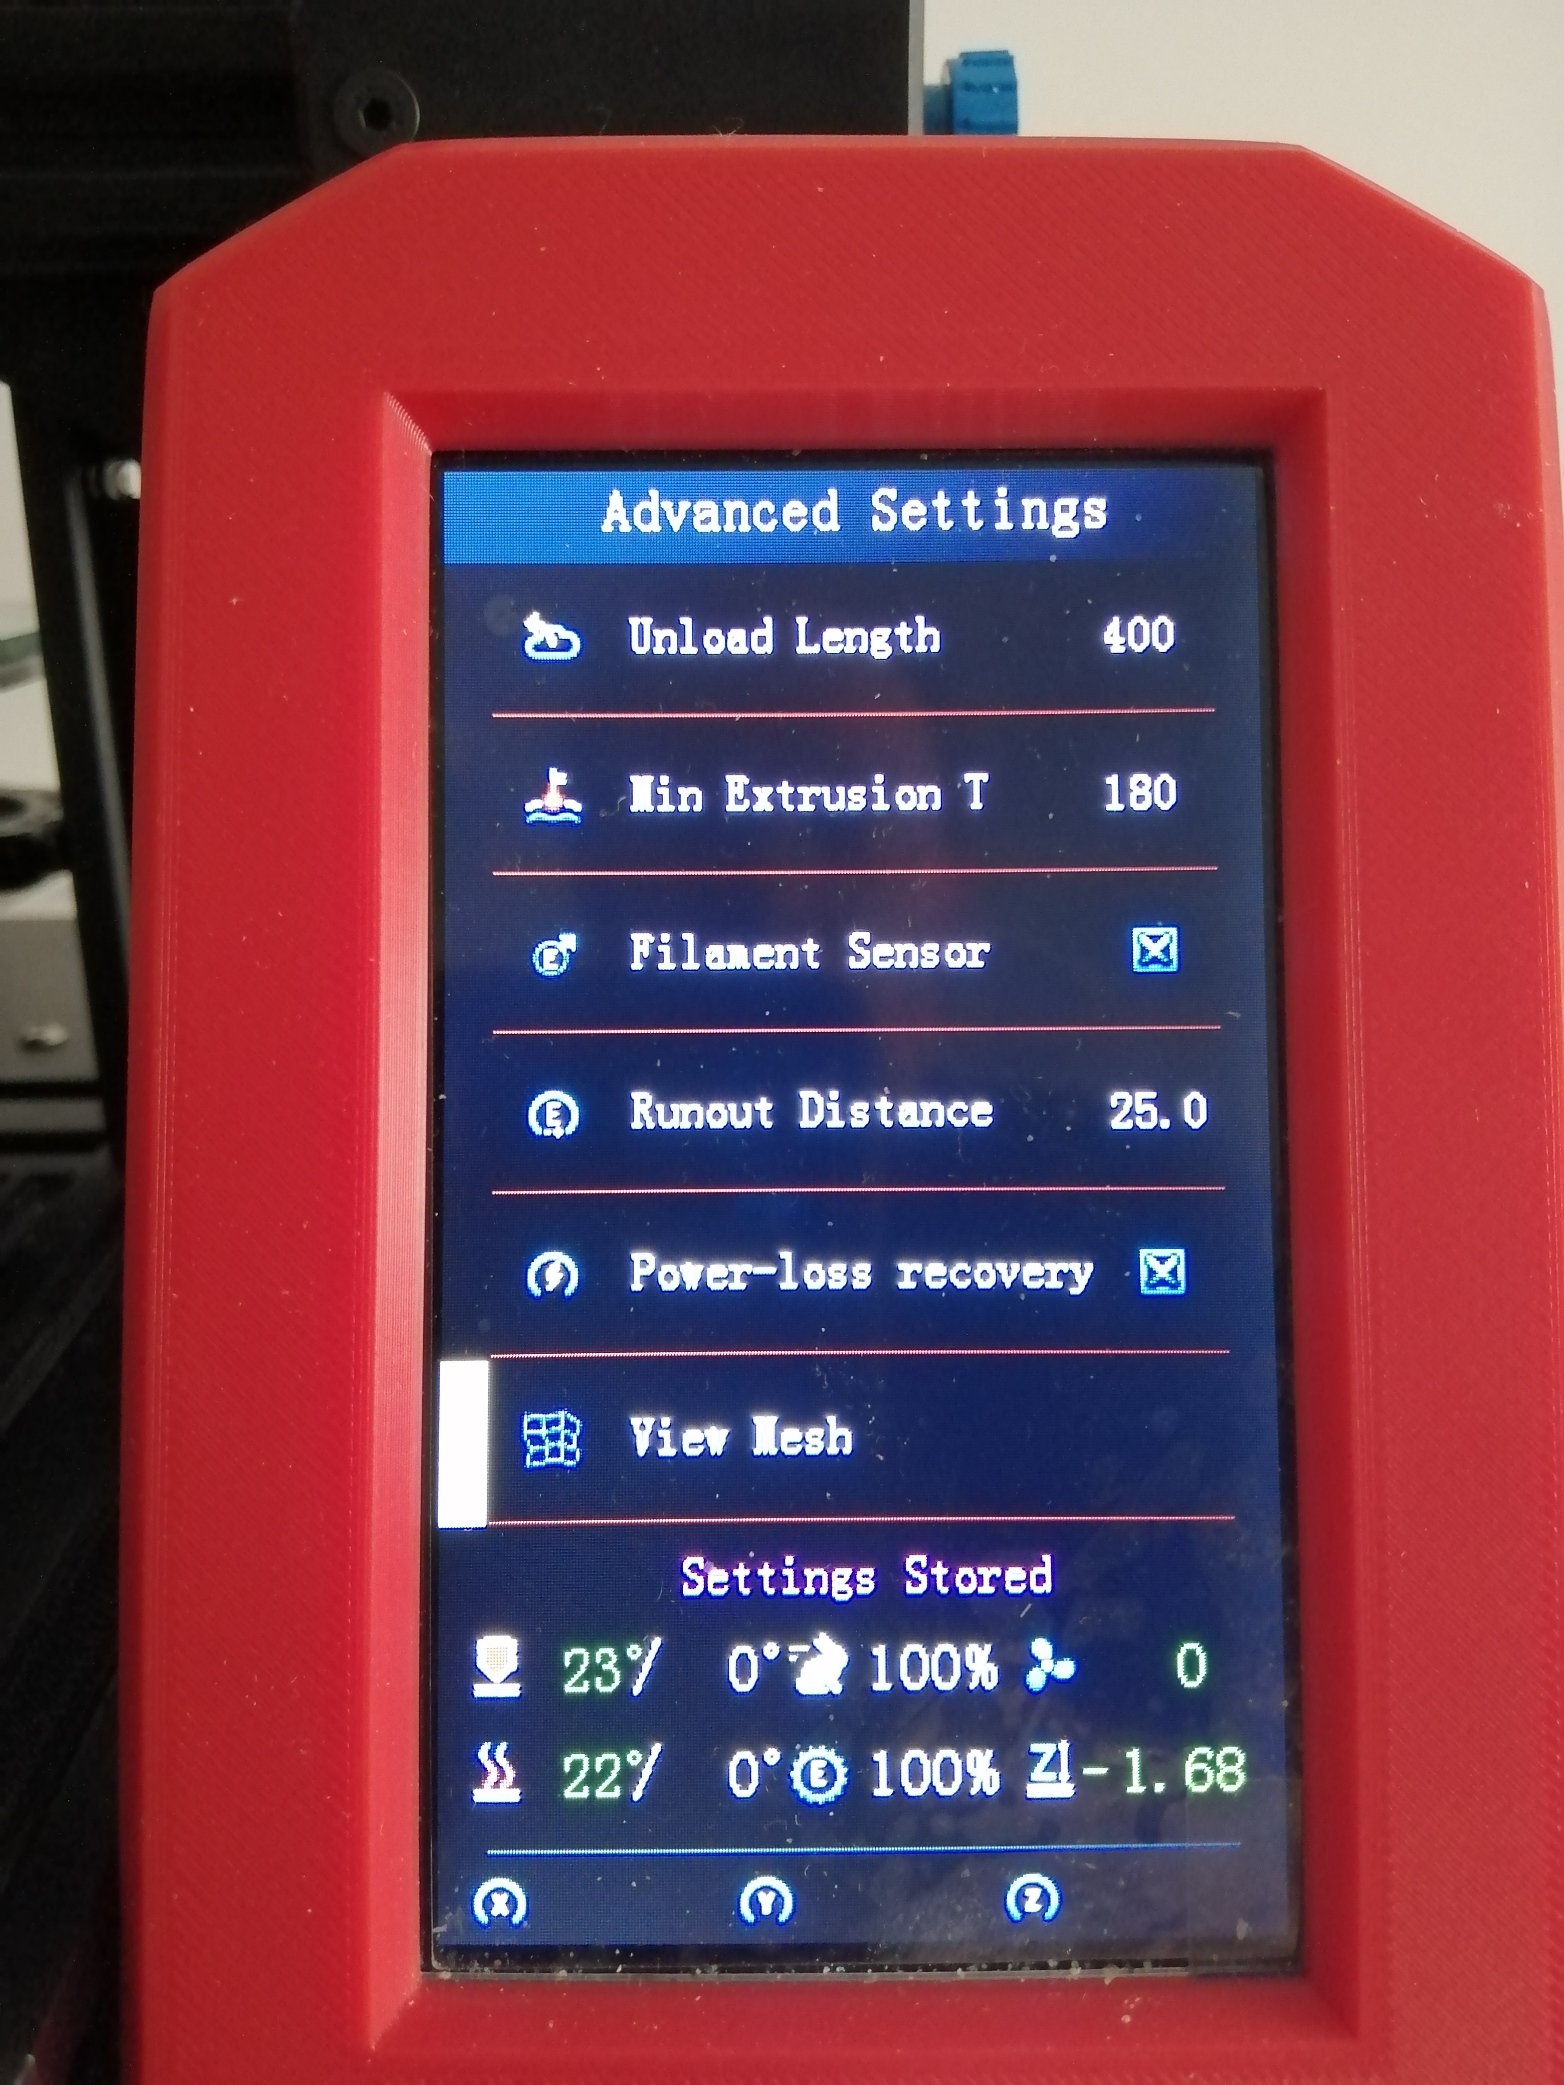 Advanced Settings
Unload Length 400
Min Extrusion T 180
Filament Sensor
Runout Distance 25.0
Power-loss recovery
View Mesh
Settings Stored
23°/ 0° 100% 0
22°/ 0° E 100% Z -1.68
X Y Z